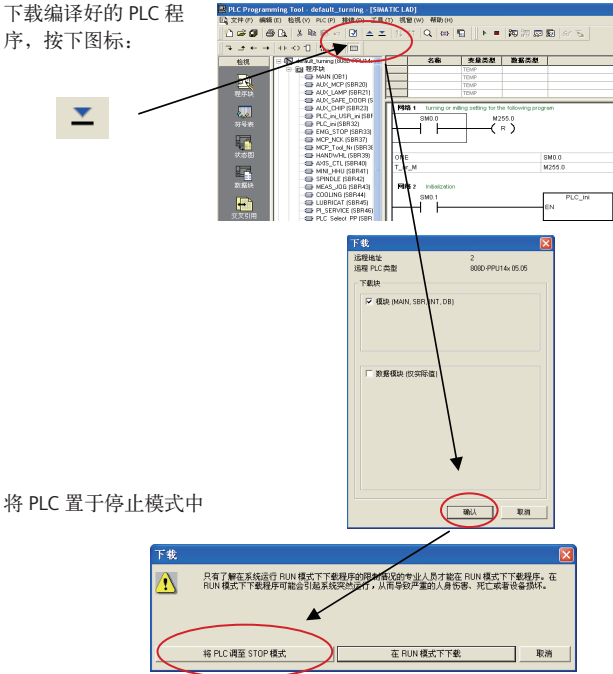 下载编译好的 PLC 程
序，按下图标：
PLC Programming Tool - default_turning - [SIMATIC LAD]
文件(F) 编辑(E) 检视(V) PLC(P) 排错(D) 工具(T) 视窗(W) 帮助(H)
检视
程序块
符号表
状态图
数据块
交叉引用
default_turning (808D-PPU14x
程序块
MAIN (OB1)
AUX_MCP (SBR20)
AUX_LAMP (SBR21)
AUX_SAFE_DOOR (S
AUX_CHIP (SBR23)
PLC_ini_USR_ini (SBR
PLC_ini (SBR32)
EMG_STOP (SBR33)
MCP_NCK (SBR37)
MCP_Tool_Nr (SBR38
HANDWHL (SBR39)
AXIS_CTL (SBR40)
MINI_HHU (SBR41)
SPINDLE (SBR42)
MEAS_JOG (SBR43)
COOLING (SBR44)
LUBRICAT (SBR45)
PI_SERVICE (SBR46)
PLC_Select_PP (SBR
名称 变量类型 数据类型
TEMP
TEMP
TEMP
TEMP
网络 1 turning or milling setting for the following program
SM0.0 M255.0
( R )
ONE SM0.0
M255.0
网络 2 Initialization
SM0.1 PLC_ini
EN
下载
远程地址 2
远程 PLC 类型 808D-PPU14x 05.05
下载块
模块 (MAIN, SBR, INT, DB)
数据模块 (仅实际值)
确认 取消
将 PLC 置于停止模式中
下载
只有了解在系统运行 RUN 模式下下载程序的限制情况的专业人员才能在 RUN 模式下下载程序。在
RUN 模式下下载程序可能会引起系统突然运行，从而导致严重的人身伤害、死亡或者设备损坏。
将 PLC 调至 STOP 模式 在 RUN 模式下下载 取消